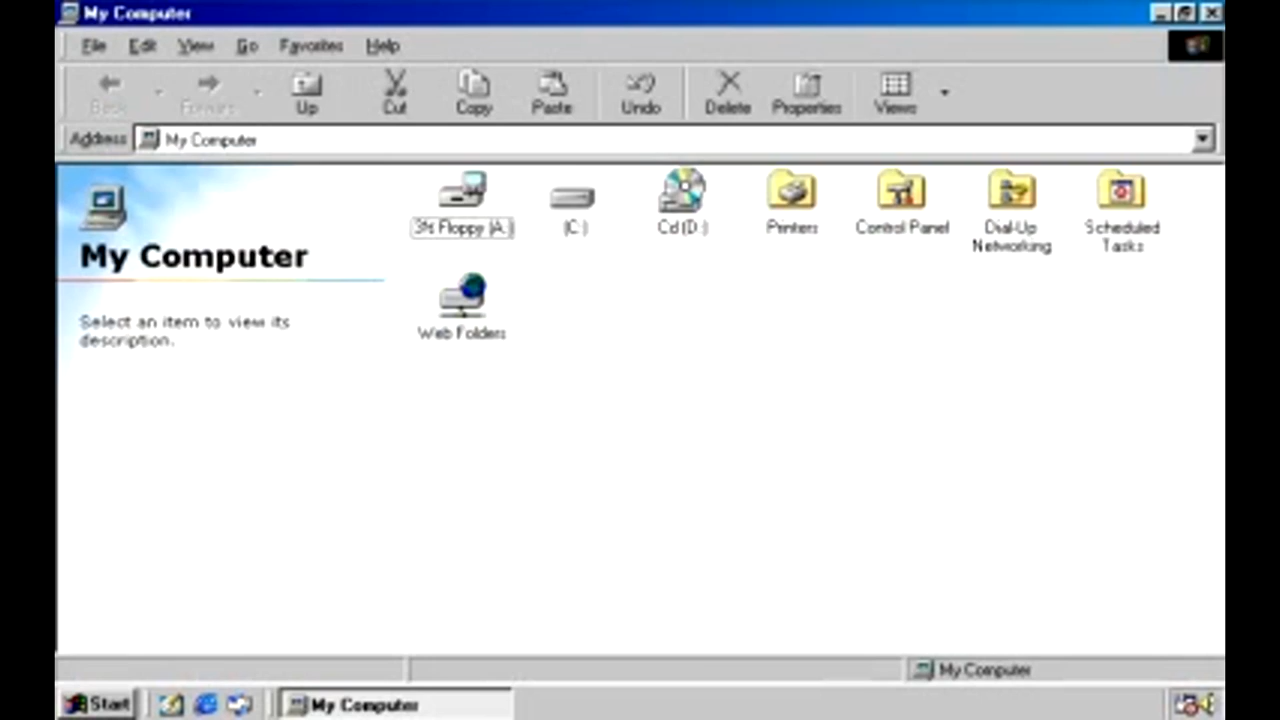 My Computer
File Edit View Go Favorites Help
Back Forward Up Cut Copy Paste Undo Delete Properties Views
Address My Computer
3½ Floppy (A:) (C:) Cd (D:) Printers Control Panel Dial-Up Networking Scheduled Tasks
My Computer
Select an item to view its
description.
Web Folders
My Computer
Start My Computer